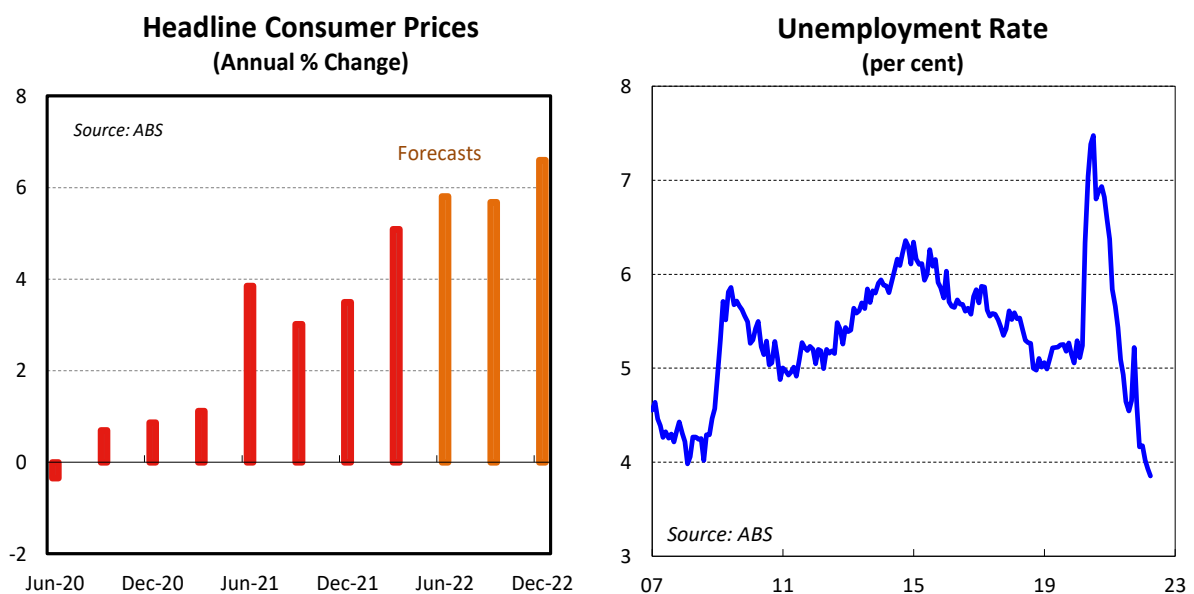 Headline Consumer Prices
(Annual % Change)
8
6
4
2
0
-2
Source: ABS
Forecasts
Jun-20 Dec-20 Jun-21 Dec-21 Jun-22 Dec-22
Unemployment Rate
(per cent)
8
7
6
5
4
3
Source: ABS
07 11 15 19 23